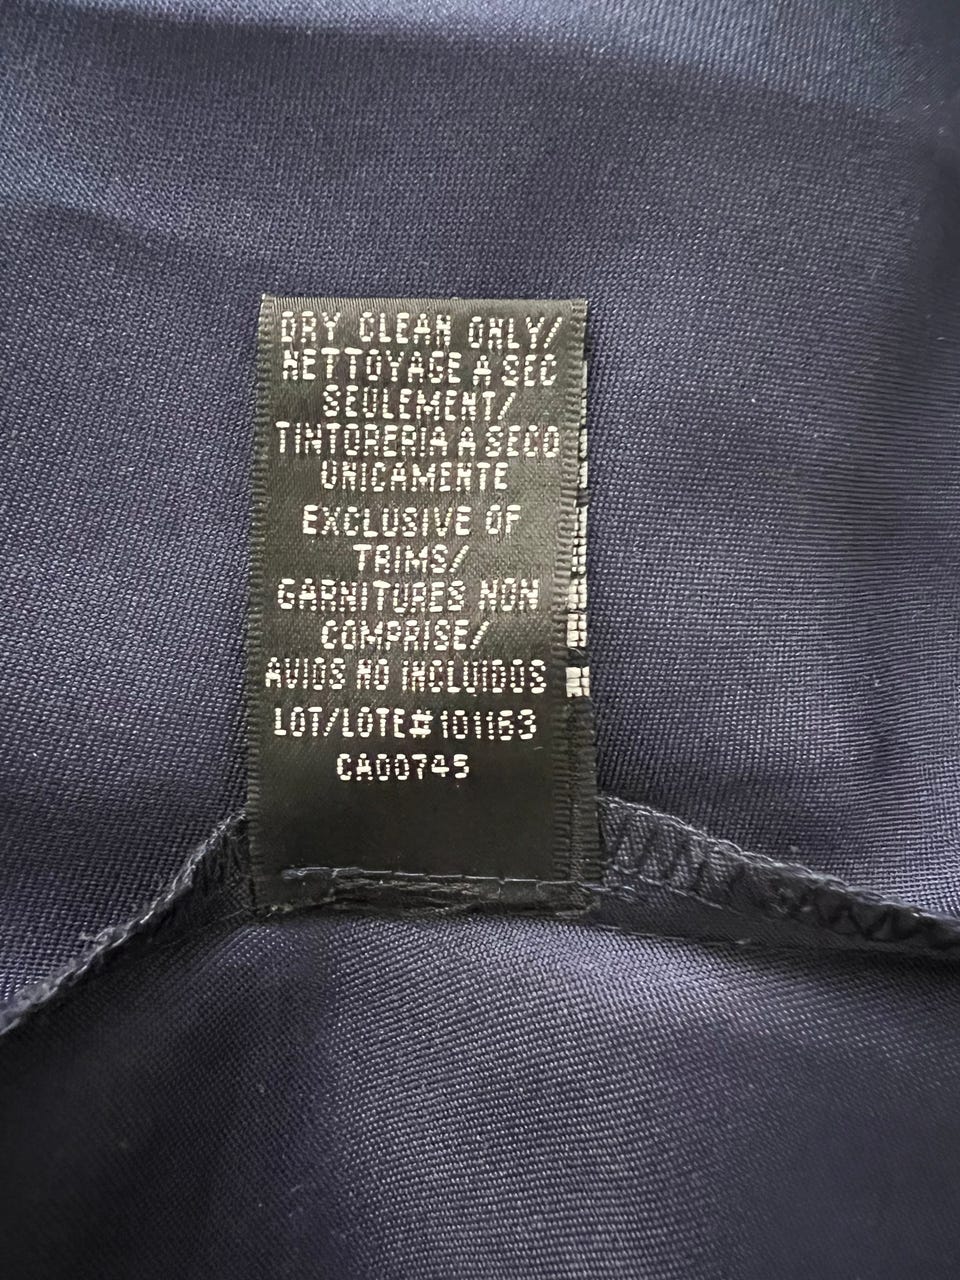 DRY CLEAN ONLY/
NETTOYAGE A SEC
SEULEMENT/
TINTORERIA A SECO
UNICAMENTE
EXCLUSIVE OF
TRIMS/
GARNITURES NON
COMPRISE/
AVIOS NO INCLUIDOS
LOT/LOTE#101163
CA00745